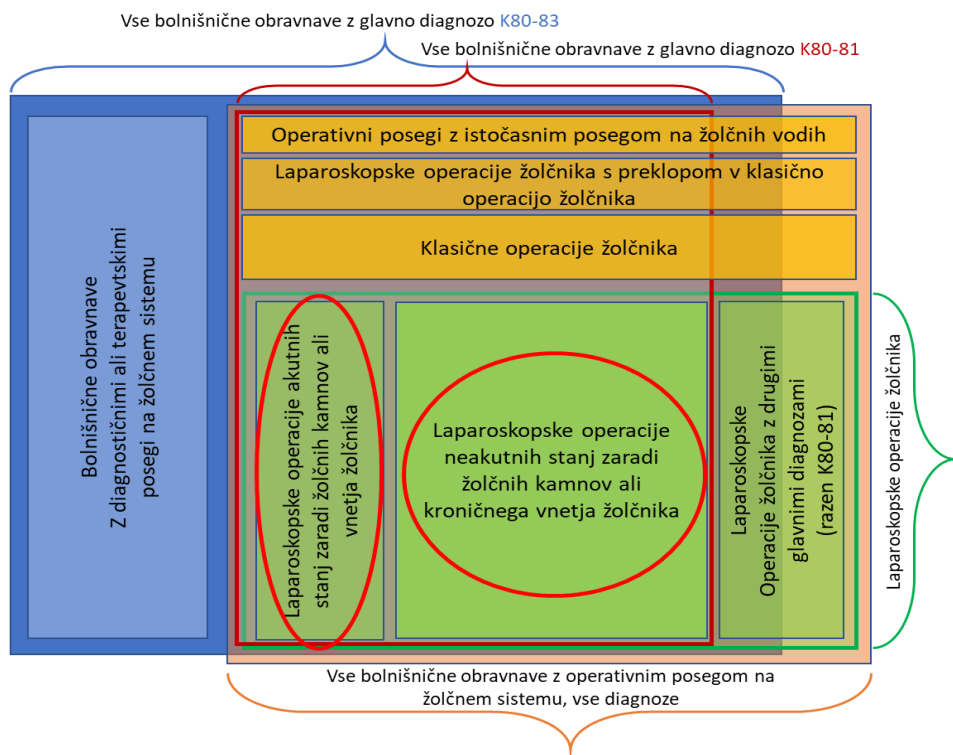 Vse bolnišnične obravnave z glavno diagnozo K80-83
Vse bolnišnične obravnave z glavno diagnozo K80-81
Operativni posegi z istočasnim posegom na žolčnih vodih
Laparoskopske operacije žolčnika s preklopom v klasično
operacijo žolčnika
Klasične operacije žolčnika
Bolnišnične obravnave
Z diagnostičnimi ali terapevtskimi
posegi na žolčnem sistemu
Laparoskopske operacije akutnih
stanj zaradi žolčnih kamnov ali
vnetja žolčnika
Laparoskopske operacije
neakutnih stanj zaradi
žolčnih kamnov ali
kroničnega vnetja žolčnika
Laparoskopske
Operacije žolčnika z drugimi
glavnimi diagnozami
(razen K80-81)
Laparoskopske operacije žolčnika
Vse bolnišnične obravnave z operativnim posegom na
žolčnem sistemu, vse diagnoze